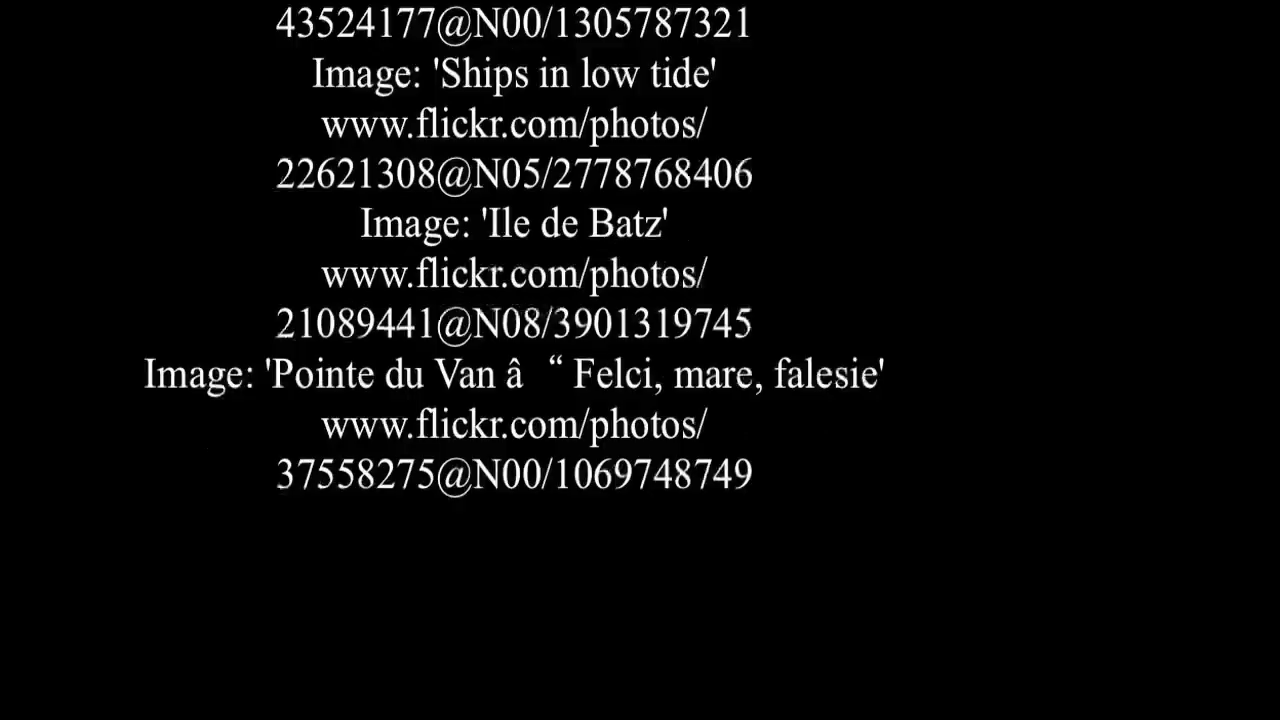 43524177@N00/1305787321
Image: 'Ships in low tide'
www.flickr.com/photos/
22621308@N05/2778768406
Image: 'Ile de Batz'
www.flickr.com/photos/
21089441@N08/3901319745
Image: 'Pointe du Van â “ Felci, mare, falesie'
www.flickr.com/photos/
37558275@N00/1069748749